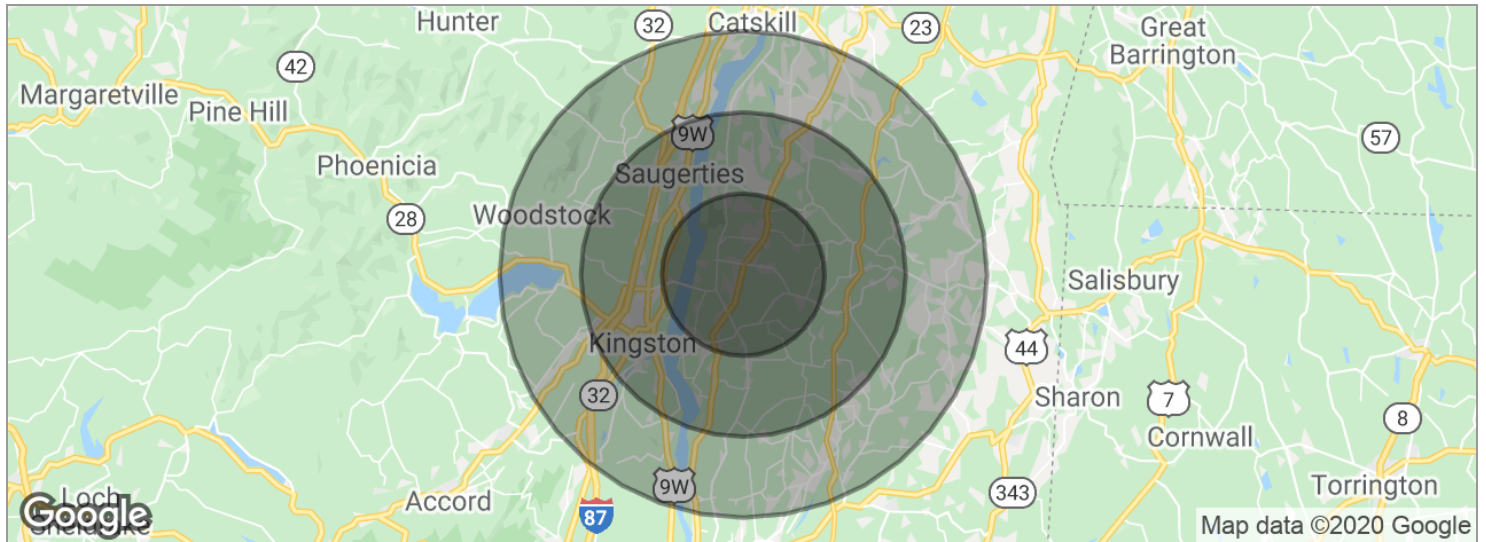 Hunter
32
Catskill
23
Great
Barrington
42
Margaretville
Pine Hill
9W
57
Phoenicia
Saugerties
28
Woodstock
Salisbury
Kingston
44
32
Sharon
7
8
Cornwall
9W
Accord
343
Torrington
Loch
Google
87
Map data ©2020 Google